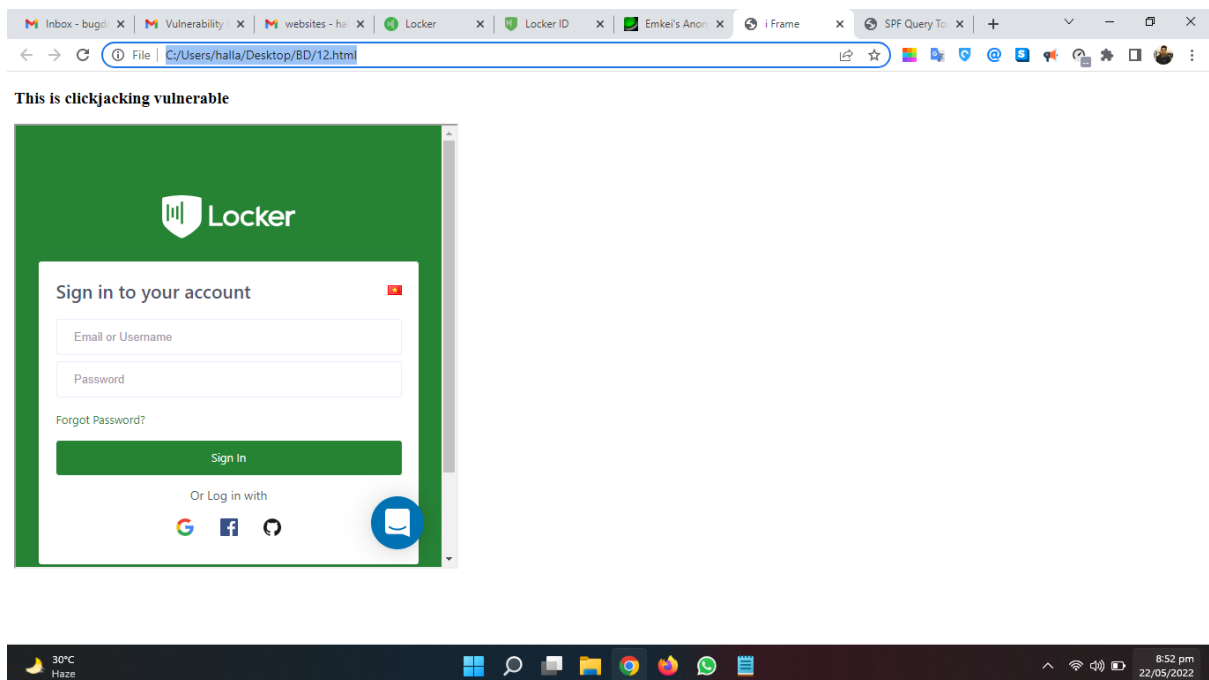 Inbox - bugd
Vulnerability
websites - ha
Locker
Locker ID
Emkei's Anon
i Frame
SPF Query To
File
C:/Users/halla/Desktop/BD/12.html
This is clickjacking vulnerable
Locker
Sign in to your account
Email or Username
Password
Forgot Password?
Sign In
Or Log in with
30°C
Haze
8:52 pm
22/05/2022